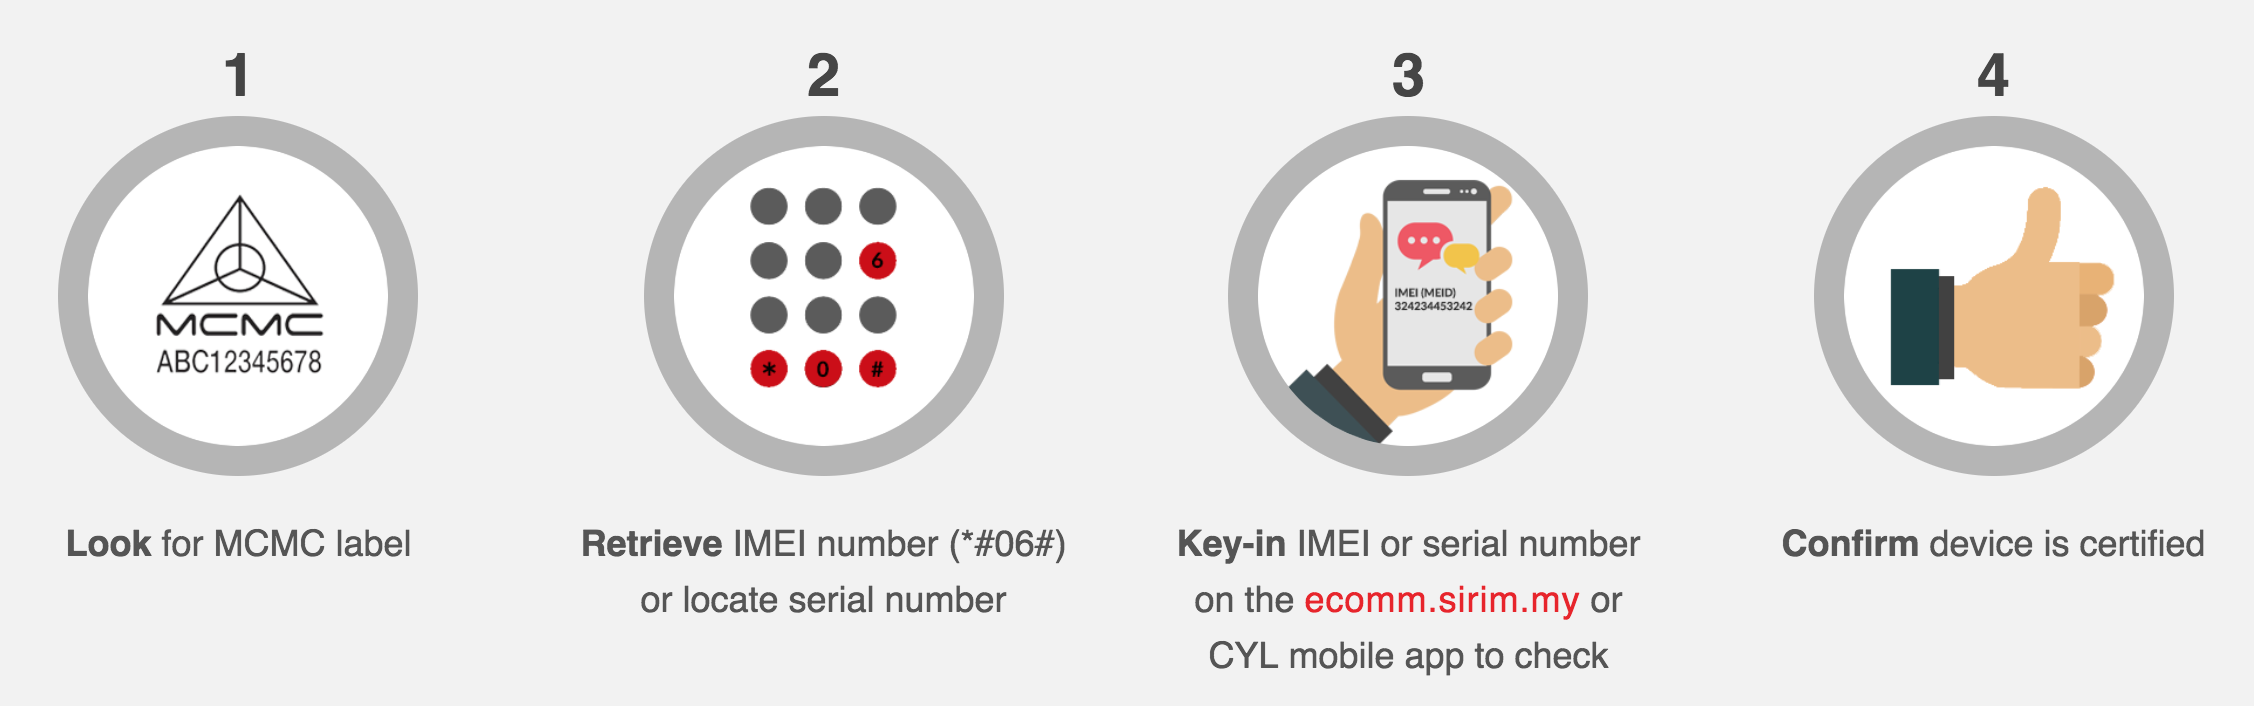 1
MCMC
ABC12345678
Look for MCMC label
2
6
* 0 #
Retrieve IMEI number (*#06#)
or locate serial number
3
IMEI (MEID)
324234453242
Key-in IMEI or serial number
on the ecomm.sirim.my or
CYL mobile app to check
4
Confirm device is certified